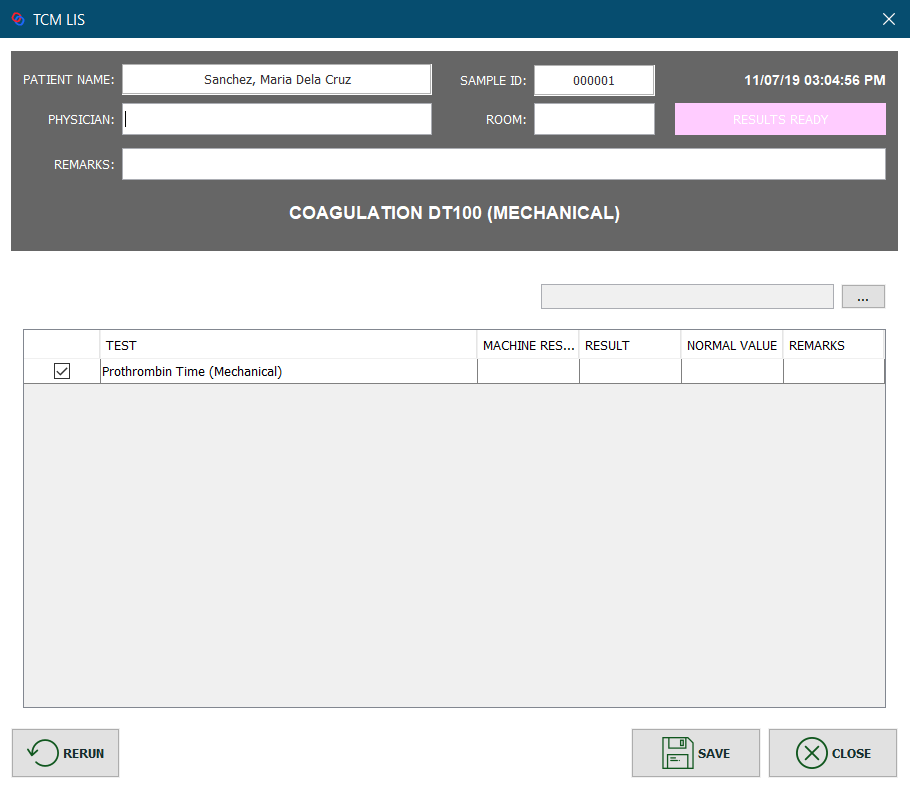 TCM LIS
PATIENT NAME: Sanchez, Maria Dela Cruz SAMPLE ID: 000001 11/07/19 03:04:56 PM
PHYSICIAN: ROOM: RESULTS READY
REMARKS:
COAGULATION DT100 (MECHANICAL)
...
TEST MACHINE RES... RESULT NORMAL VALUE REMARKS
Prothrombin Time (Mechanical)
RERUN SAVE CLOSE